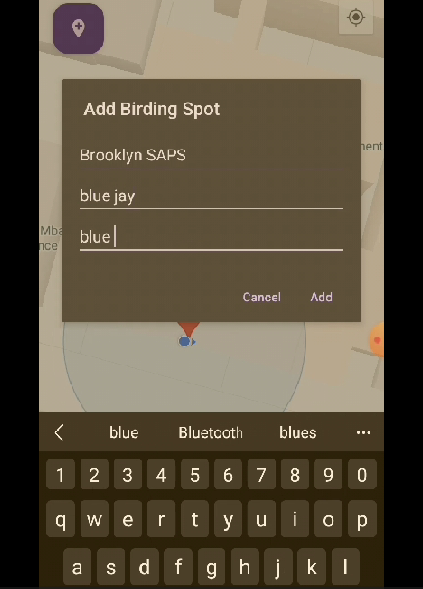 Add Birding Spot
Brooklyn SAPS
ment
blue jay
Mba
nce
blue
Cancel Add
blue Bluetooth blues
1 2 3 4 5 6 7 8 9 0
q w e r t y u i o p
a s d f g h j k l